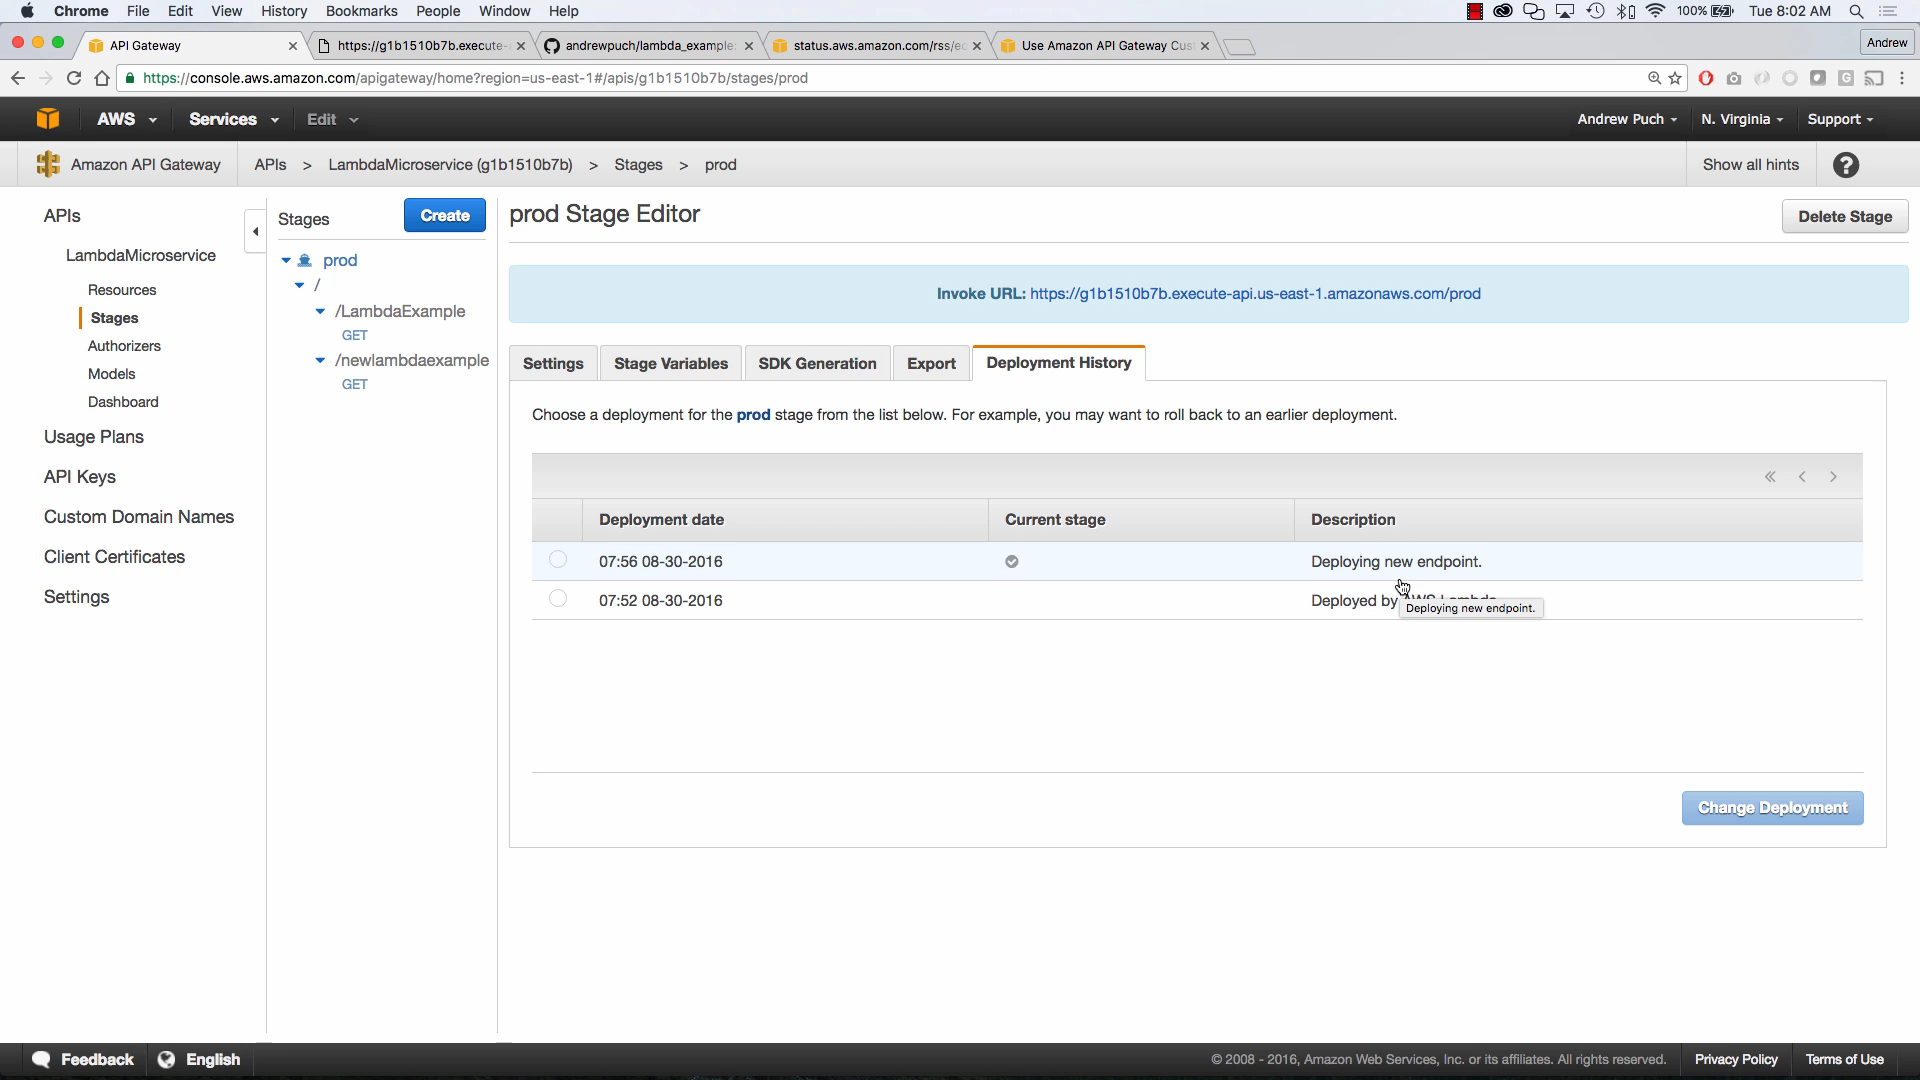 Chrome File Edit View History Bookmarks People Window Help 100% Tue 8:02 AM
API Gateway https://g1b1510b7b.execute- andrewpuch/lambda_example: status.aws.amazon.com/rss/ec Use Amazon API Gateway Cus Andrew
https://console.aws.amazon.com/apigateway/home?region=us-east-1#/apis/g1b1510b7b/stages/prod
AWS Services Edit Andrew Puch N. Virginia Support
Amazon API Gateway APIs > LambdaMicroservice (g1b1510b7b) > Stages > prod Show all hints ?
APIs
LambdaMicroservice
Resources
Stages
Authorizers
Models
Dashboard
Usage Plans
API Keys
Custom Domain Names
Client Certificates
Settings
Stages Create
prod
/
/LambdaExample
GET
/newlambdaexample
GET
prod Stage Editor Delete Stage
Invoke URL: https://g1b1510b7b.execute-api.us-east-1.amazonaws.com/prod
Settings Stage Variables SDK Generation Export Deployment History
Choose a deployment for the prod stage from the list below. For example, you may want to roll back to an earlier deployment.
Deployment date Current stage Description
07:56 08-30-2016 Deploying new endpoint.
07:52 08-30-2016 Deployed by AWS Lambda
Deploying new endpoint.
Change Deployment
Feedback English © 2008 - 2016, Amazon Web Services, Inc. or its affiliates. All rights reserved. Privacy Policy Terms of Use